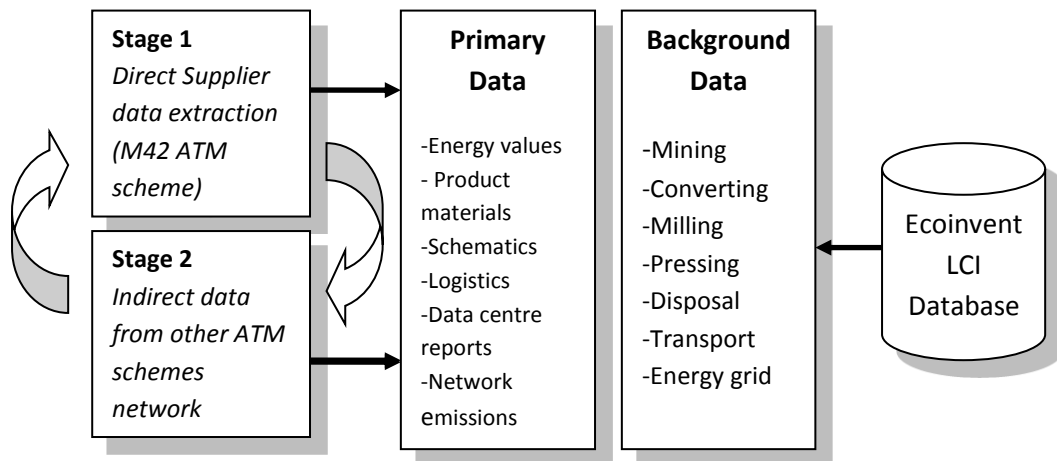 Stage 1
Direct Supplier
data extraction
(M42 ATM
scheme)
Stage 2
Indirect data
from other ATM
schemes
network
Primary
Data
-Energy values
- Product
materials
-Schematics
-Logistics
-Data centre
reports
-Network
emissions
Background
Data
-Mining
-Converting
-Milling
-Pressing
-Disposal
-Transport
-Energy grid
Ecoinvent
LCI
Database